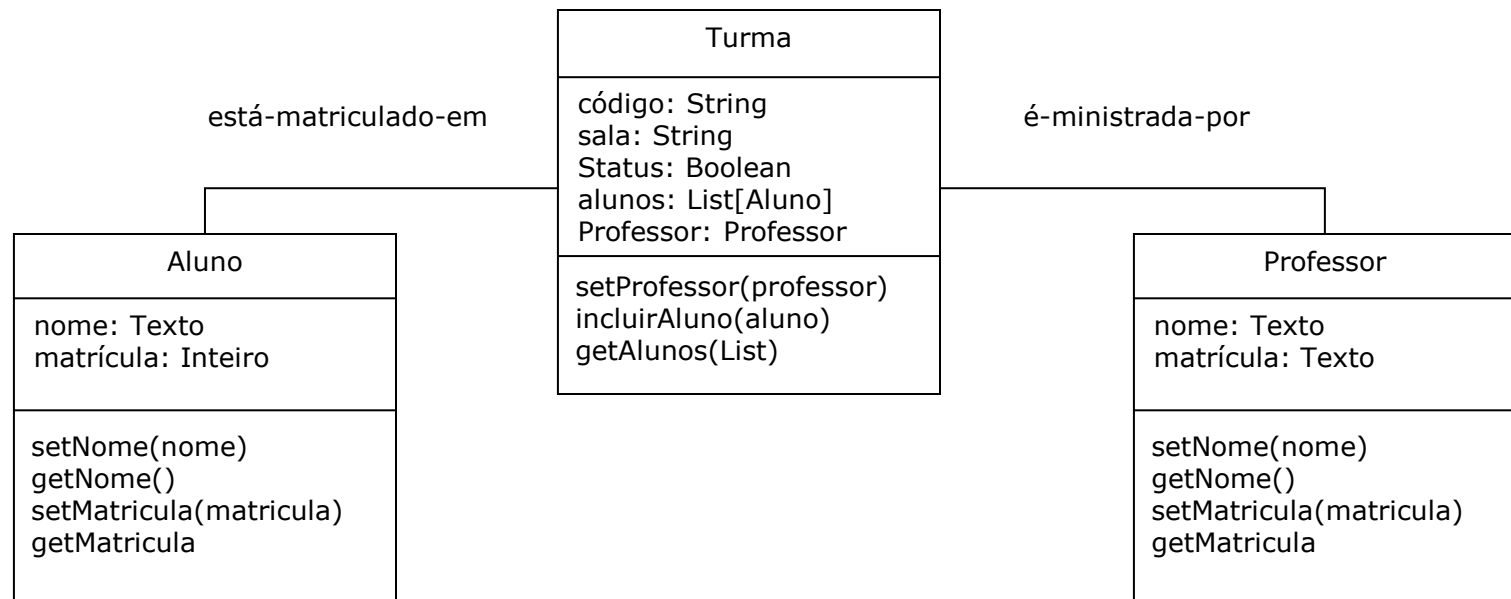 Turma
código: String
sala: String
Status: Boolean
alunos: List[Aluno]
Professor: Professor
setProfessor(professor)
incluirAluno(aluno)
getAlunos(List)
está-matriculado-em
é-ministrada-por
Aluno
nome: Texto
matrícula: Inteiro
setNome(nome)
getNome()
setMatricula(matricula)
getMatricula
Professor
nome: Texto
matrícula: Texto
setNome(nome)
getNome()
setMatricula(matricula)
getMatricula